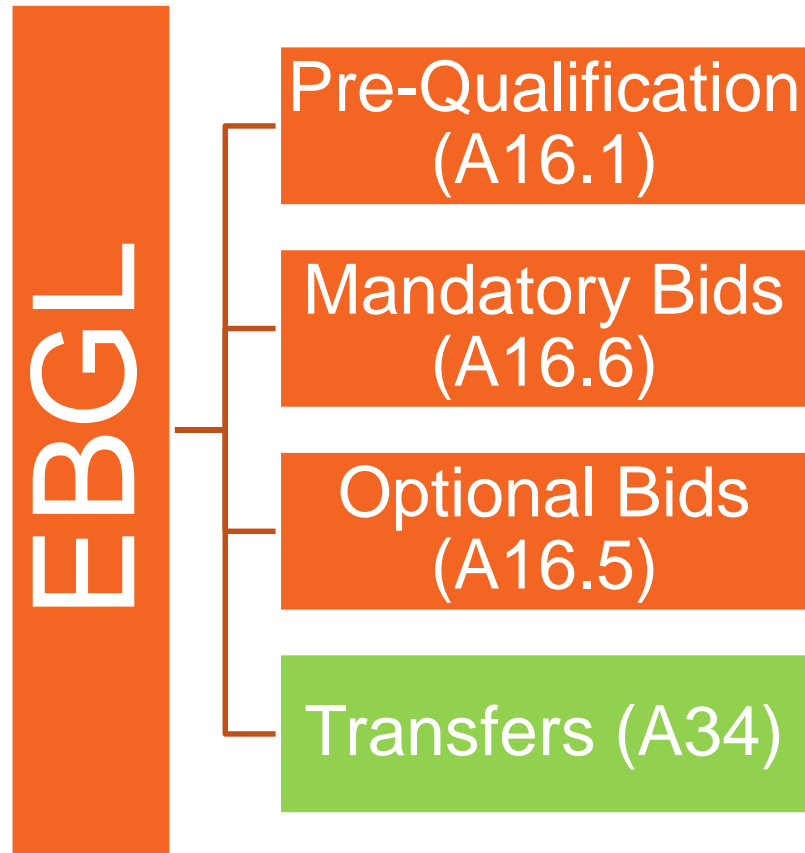 EBGL
Pre-Qualification
(A16.1)
Mandatory Bids
(A16.6)
Optional Bids
(A16.5)
Transfers (A34)